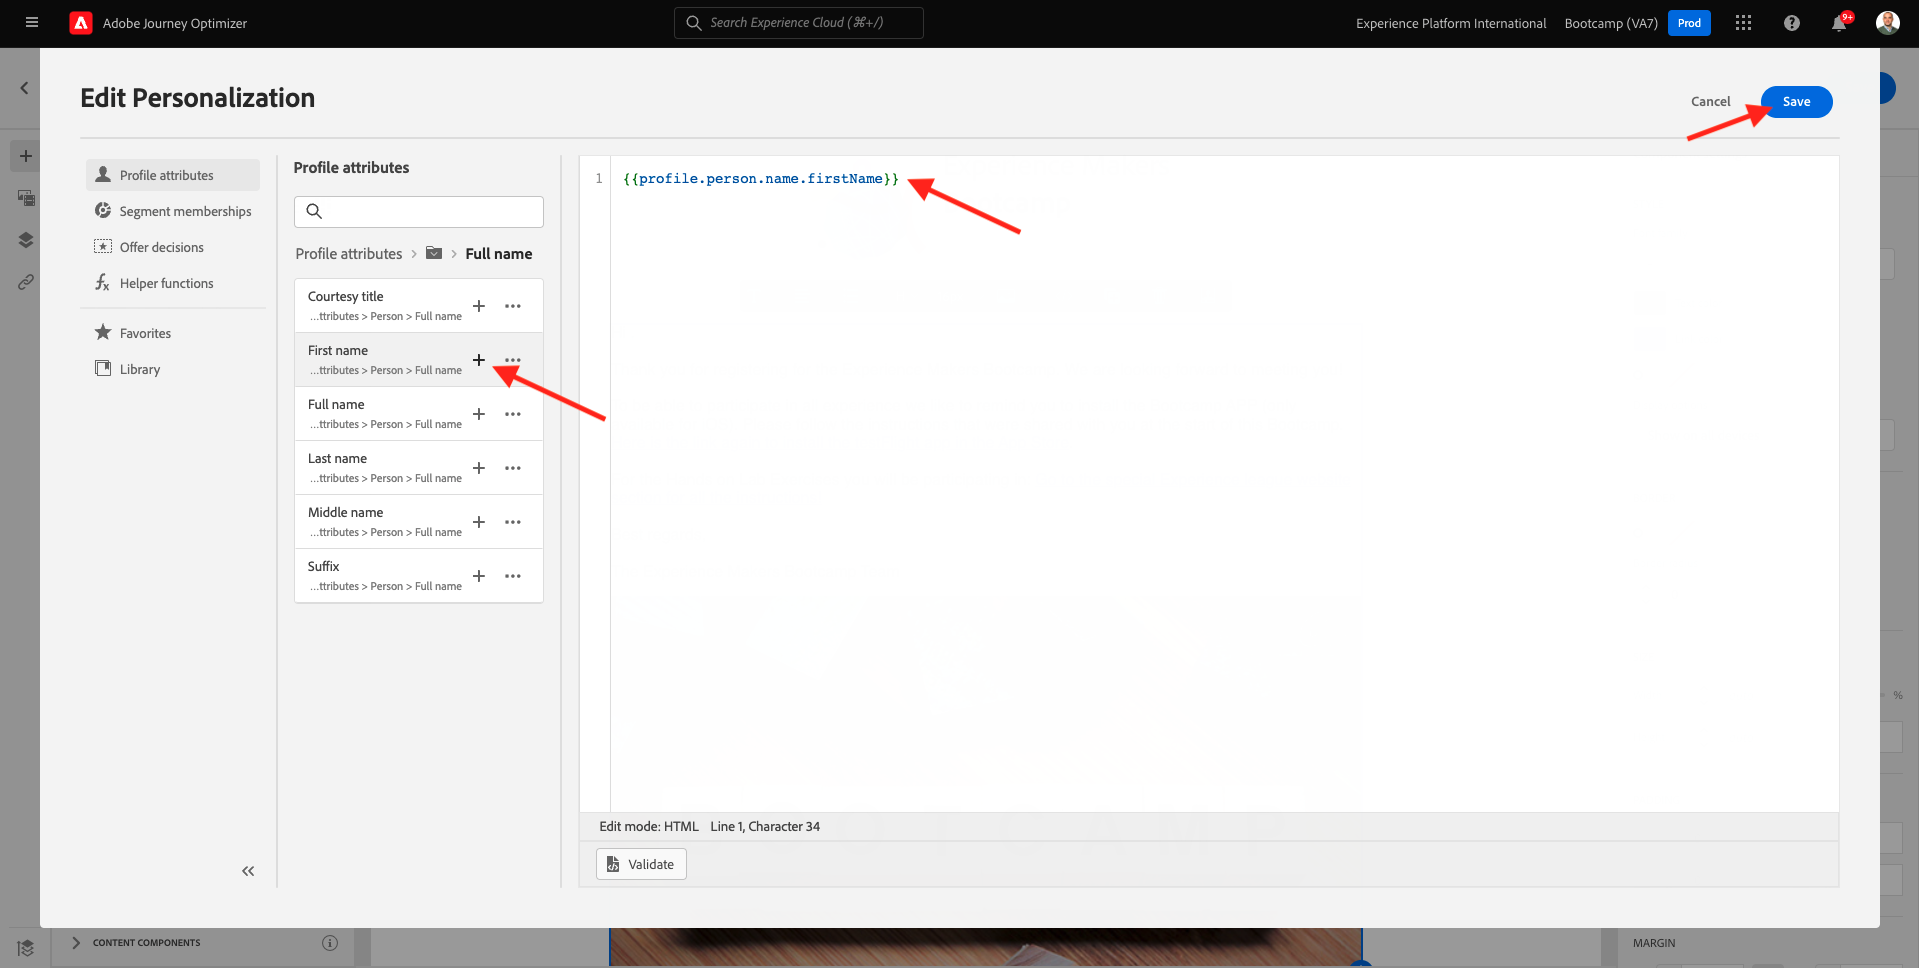 Adobe Journey Optimizer
Search Experience Cloud (⌘+/)
Experience Platform International
Bootcamp (VA7)
Prod
9+
Edit Personalization
Cancel
Save
Profile attributes
Segment memberships
Offer decisions
Helper functions
Favorites
Library
Profile attributes
Profile attributes > > Full name
Courtesy title
...ttributes > Person > Full name
First name
...ttributes > Person > Full name
Full name
...ttributes > Person > Full name
Last name
...ttributes > Person > Full name
Middle name
...ttributes > Person > Full name
Suffix
...ttributes > Person > Full name
1 {{profile.person.name.firstName}}
Edit mode: HTML Line 1, Character 34
Validate
%
CONTENT COMPONENTS
MARGIN